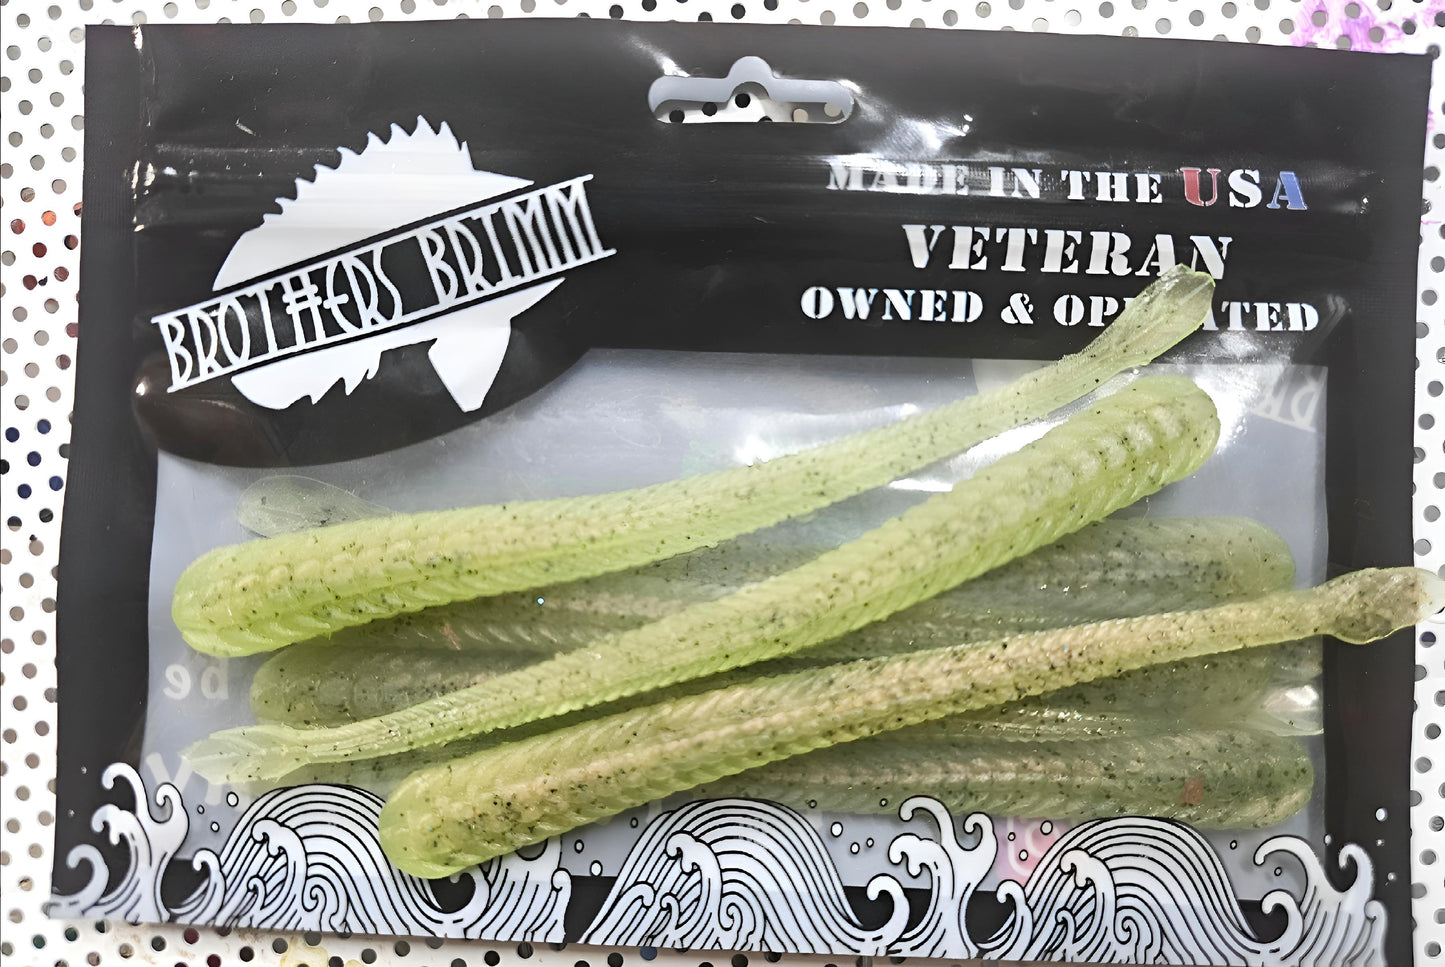 BROTHERS BRIMM
MADE IN THE USA
VETERAN
OWNED & OPERATED